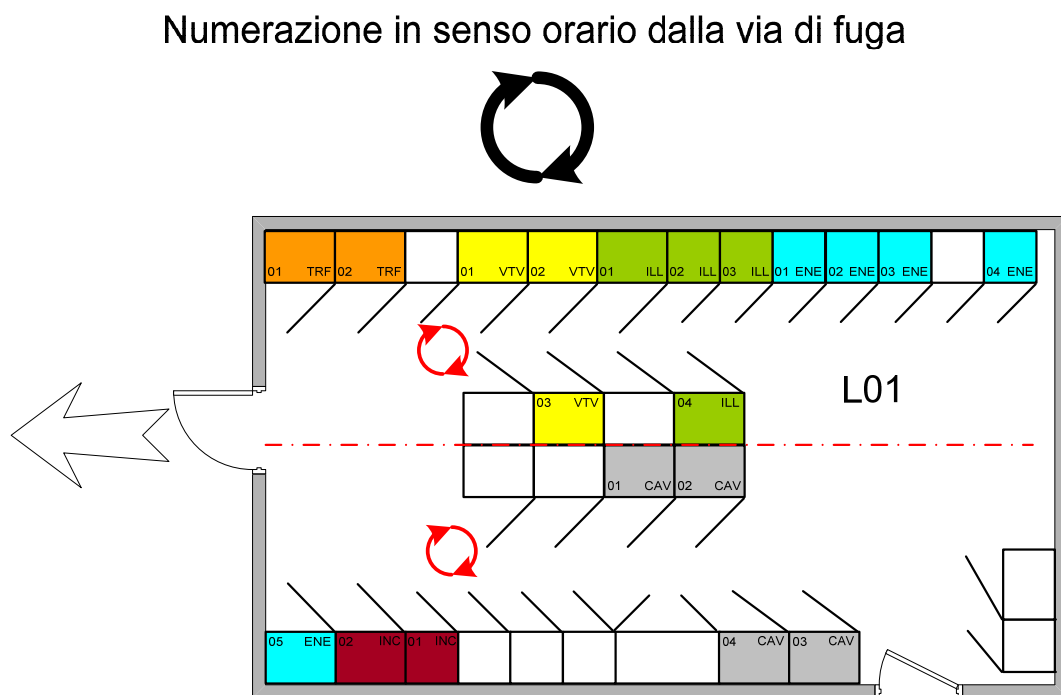 Numerazione in senso orario dalla via di fuga
01 TRF 02 TRF 01 VTV 02 VTV 01 ILL 02 ILL 03 ILL 01 ENE 02 ENE 03 ENE 04 ENE
L01
03 VTV 04 ILL
01 CAV 02 CAV
05 ENE 02 INC 01 INC 04 CAV 03 CAV